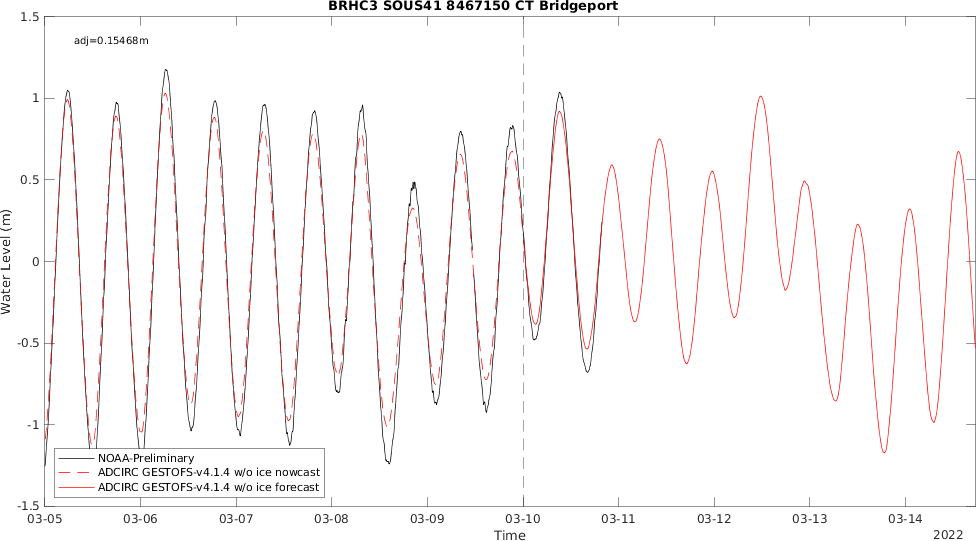 BRHC3 SOUS41 8467150 CT Bridgeport
adj=0.15468m
1.5
1
0.5
0
-0.5
-1
-1.5
Water Level (m)
NOAA-Preliminary
ADCIRC GESTOFS-v4.1.4 w/o ice nowcast
ADCIRC GESTOFS-v4.1.4 w/o ice forecast
03-05 03-06 03-07 03-08 03-09 03-10 03-11 03-12 03-13 03-14
Time
2022